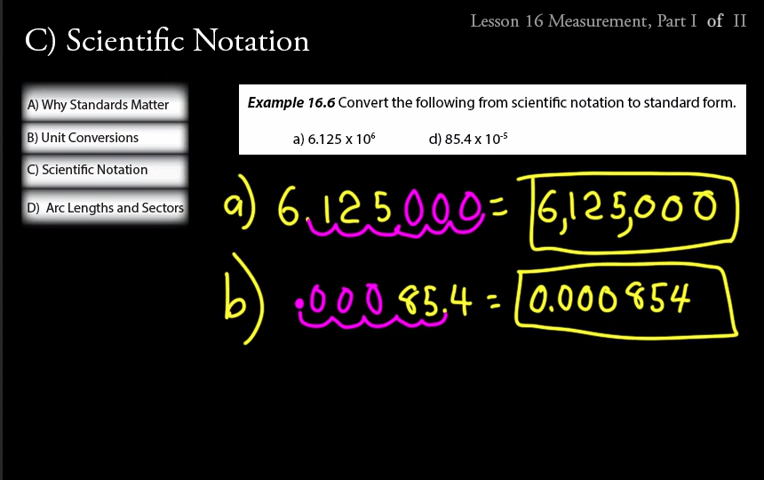 Lesson 16 Measurement, Part I of II
C) Scientific Notation
A) Why Standards Matter
B) Unit Conversions
C) Scientific Notation
D) Arc Lengths and Sectors
Example 16.6 Convert the following from scientific notation to standard form.
a) 6.125 x 10⁶ d) 85.4 x 10⁻⁵
a) 6.125000 = 6,125,000
b) .00085.4 = 0.000854